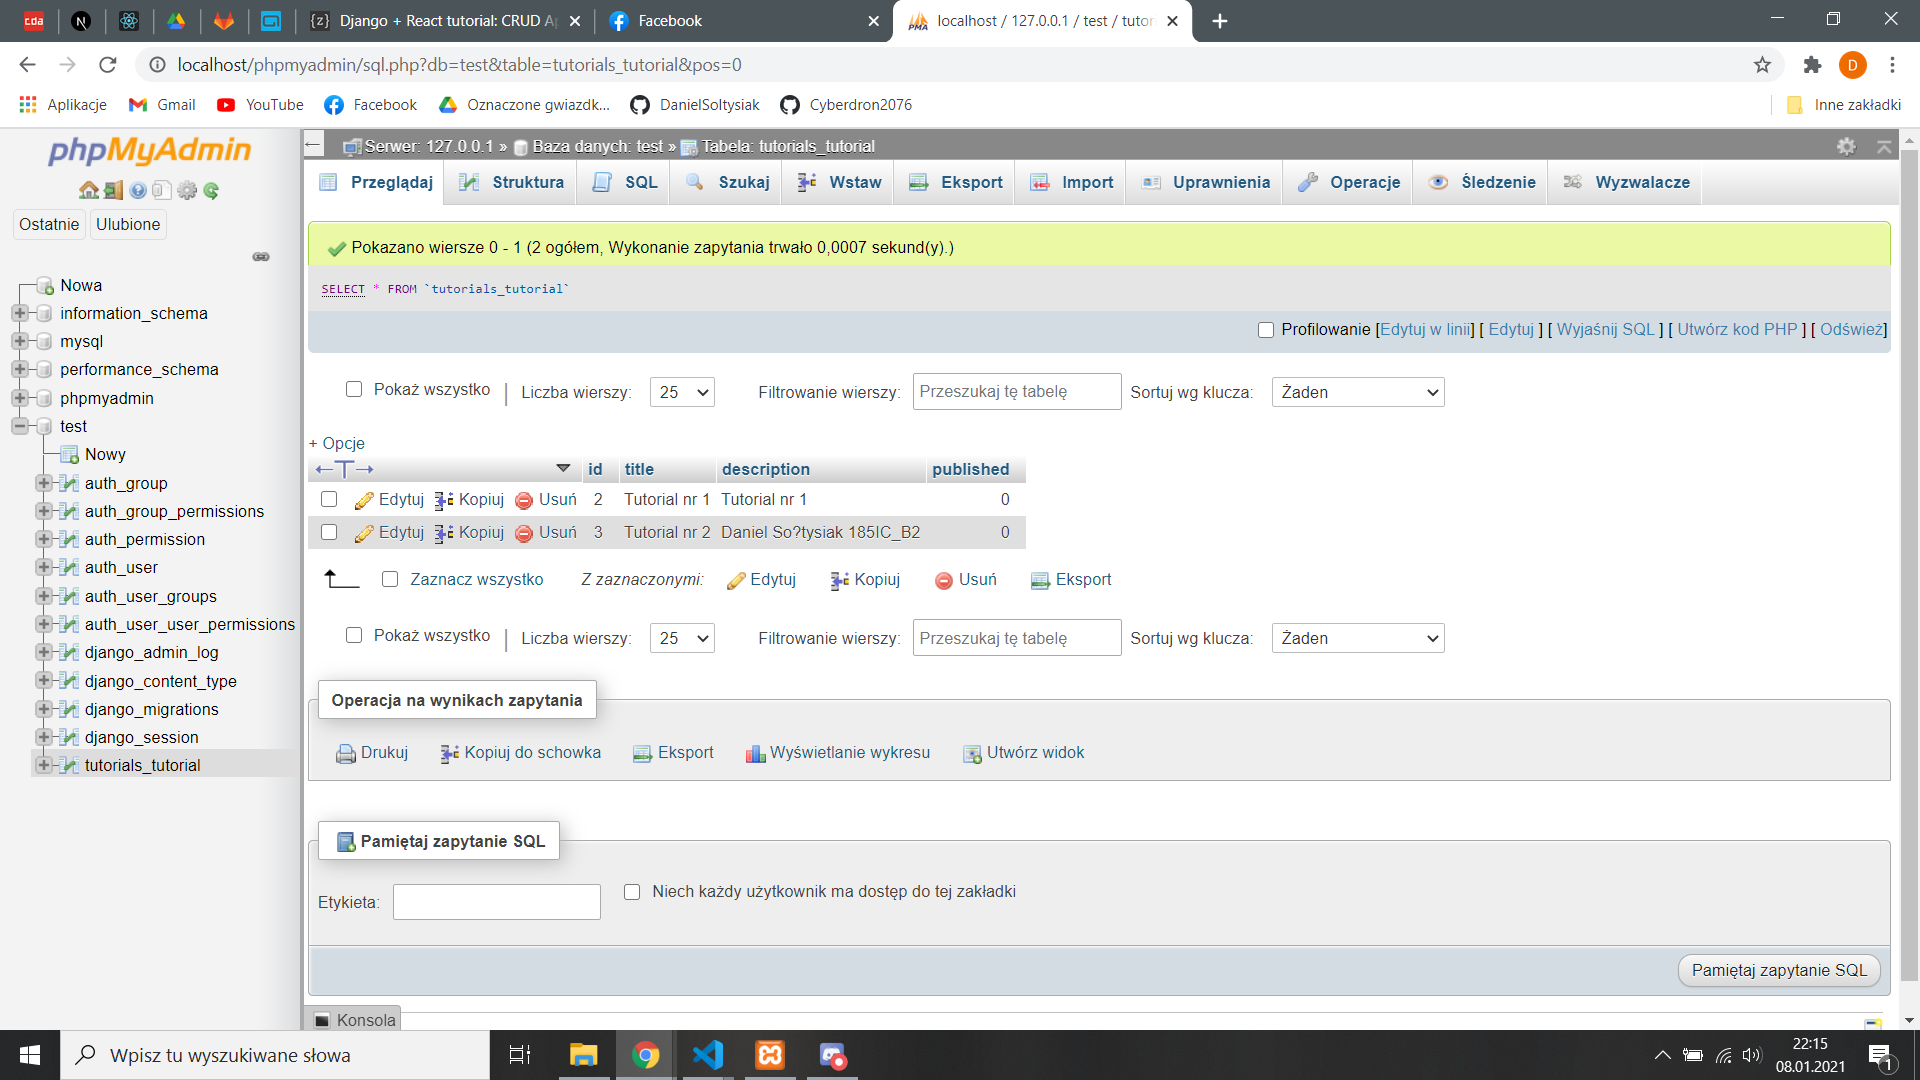 cda
Django + React tutorial: CRUD A
Facebook
PMA
localhost / 127.0.0.1 / test / tutor
localhost/phpmyadmin/sql.php?db=test&table=tutorials_tutorial&pos=0
D
Aplikacje
Gmail
YouTube
Facebook
Oznaczone gwiazdk...
DanielSoltysiak
Cyberdron2076
Inne zakładki
phpMyAdmin
Ostatnie
Ulubione
Nowa
information_schema
mysql
performance_schema
phpmyadmin
test
Nowy
auth_group
auth_group_permissions
auth_permission
auth_user
auth_user_groups
auth_user_user_permissions
django_admin_log
django_content_type
django_migrations
django_session
tutorials_tutorial
Serwer: 127.0.0.1 » Baza danych: test » Tabela: tutorials_tutorial
Przeglądaj Struktura SQL Szukaj Wstaw Eksport Import Uprawnienia Operacje Śledzenie Wyzwalacze
Pokazano wiersze 0 - 1 (2 ogółem, Wykonanie zapytania trwało 0,0007 sekund(y).)
SELECT * FROM `tutorials_tutorial`
Profilowanie [Edytuj w linii] [ Edytuj ] [ Wyjaśnij SQL ] [ Utwórz kod PHP ] [ Odśwież]
Pokaż wszystko | Liczba wierszy: 25 Filtrowanie wierszy: Przeszukaj tę tabelę Sortuj wg klucza: Żaden
+ Opcje
←T→ id title description published
Edytuj Kopiuj Usuń 2 Tutorial nr 1 Tutorial nr 1 0
Edytuj Kopiuj Usuń 3 Tutorial nr 2 Daniel So?tysiak 185IC_B2 0
Zaznacz wszystko Z zaznaczonymi: Edytuj Kopiuj Usuń Eksport
Pokaż wszystko | Liczba wierszy: 25 Filtrowanie wierszy: Przeszukaj tę tabelę Sortuj wg klucza: Żaden
Operacja na wynikach zapytania
Drukuj Kopiuj do schowka Eksport Wyświetlanie wykresu Utwórz widok
Pamiętaj zapytanie SQL
Etykieta: Niech każdy użytkownik ma dostęp do tej zakładki
Pamiętaj zapytanie SQL
Konsola
Wpisz tu wyszukiwane słowa
22:15
08.01.2021
1